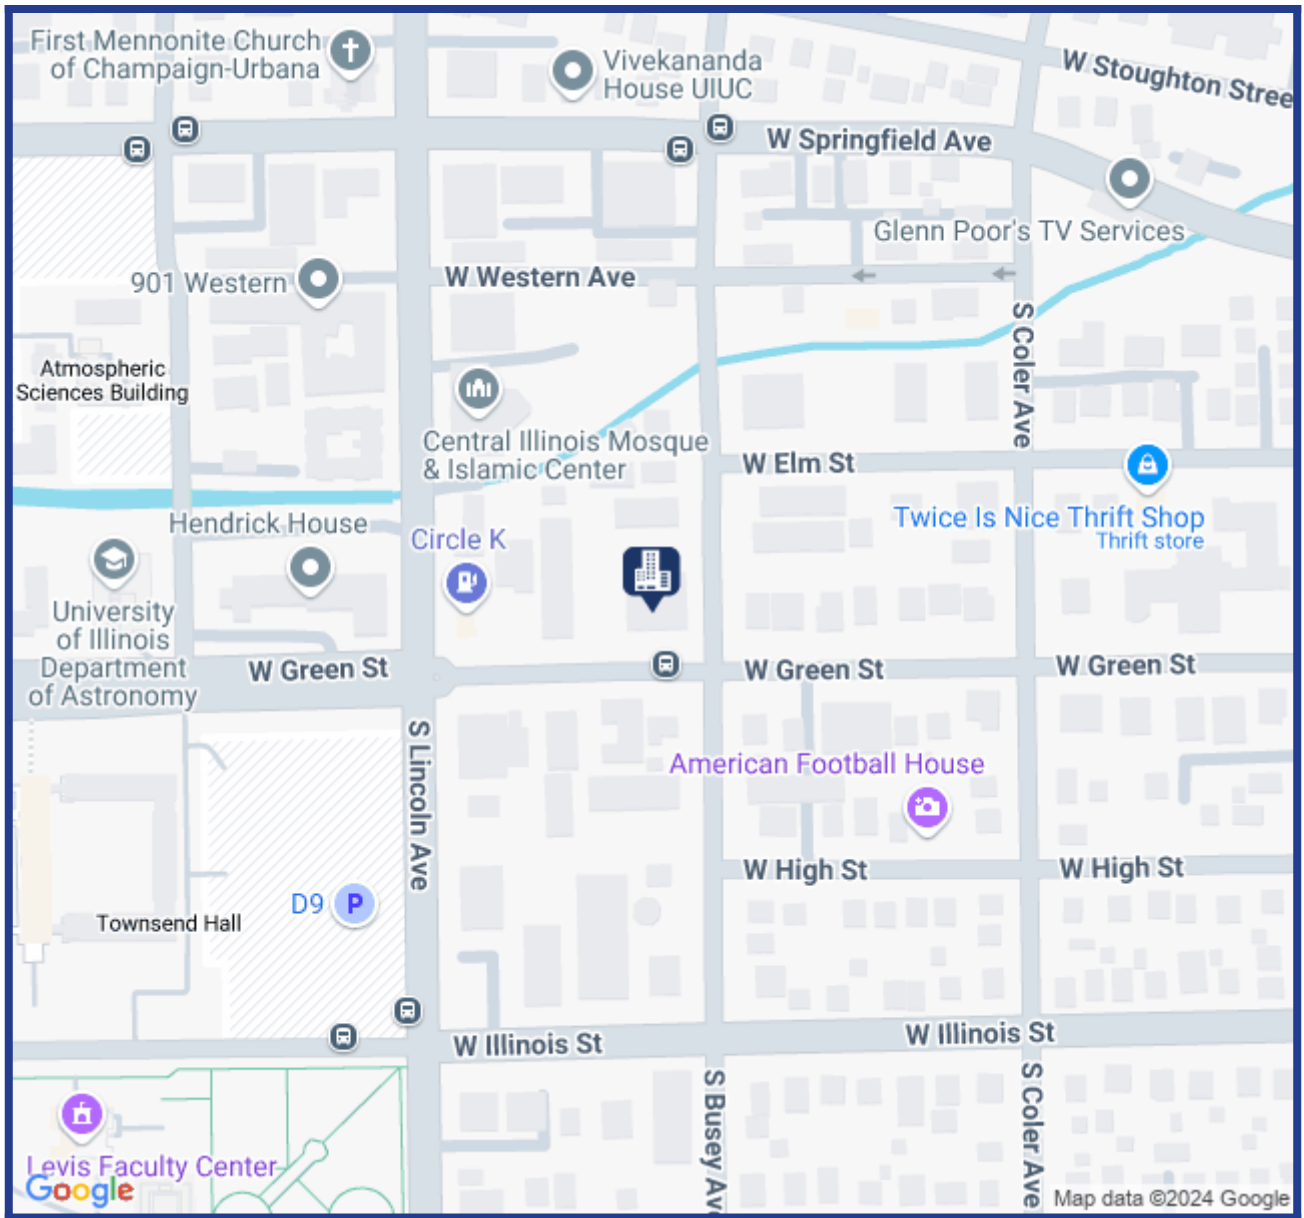 First Mennonite Church
of Champaign-Urbana
Vivekananda
House UIUC
W Stoughton Stree
W Springfield Ave
Glenn Poor's TV Services
901 Western
W Western Ave
S Coler Ave
Atmospheric
Sciences Building
Central Illinois Mosque
& Islamic Center
W Elm St
Twice Is Nice Thrift Shop
Thrift store
Hendrick House
Circle K
University
of Illinois
Department
of Astronomy
W Green St
W Green St
W Green St
S Lincoln Ave
American Football House
W High St
W High St
D9
P
Townsend Hall
W Illinois St
W Illinois St
S Busey Av
S Coler Ave
Levis Faculty Center
Google
Map data ©2024 Google